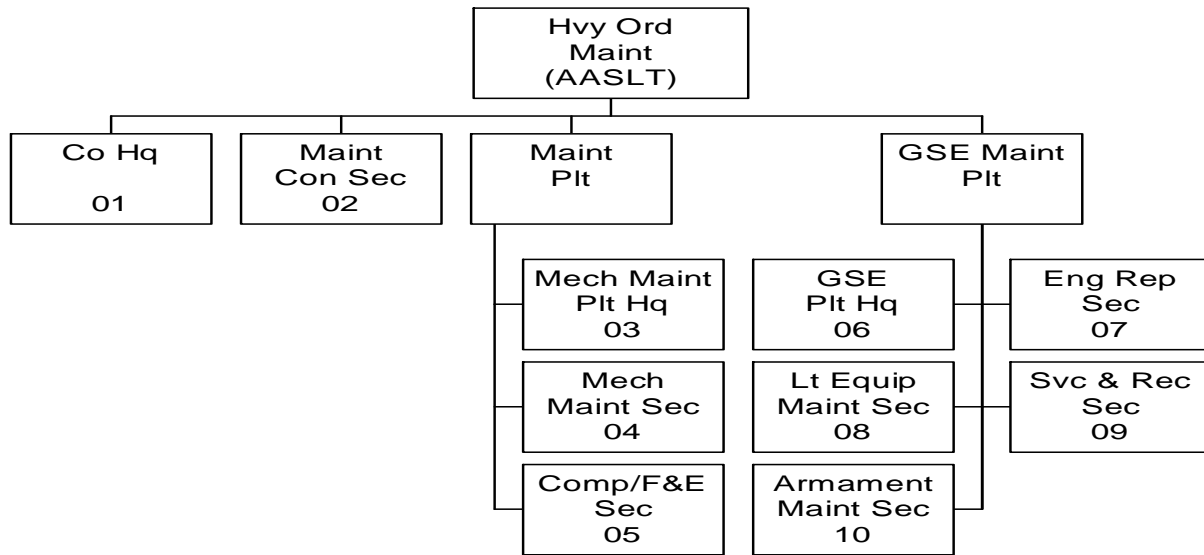 Hvy Ord
Maint
(AASLT)
Co Hq
01
Maint
Con Sec
02
Maint
Plt
GSE Maint
Plt
Mech Maint
Plt Hq
03
GSE
Plt Hq
06
Eng Rep
Sec
07
Mech
Maint Sec
04
Lt Equip
Maint Sec
08
Svc & Rec
Sec
09
Comp/F&E
Sec
05
Armament
Maint Sec
10